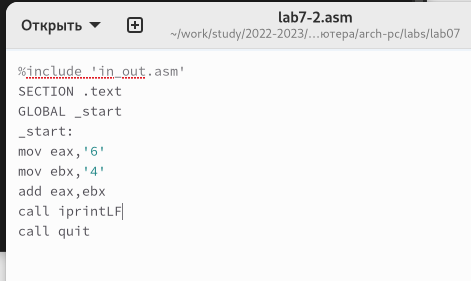 Открыть
lab7-2.asm
~/work/study/2022-2023/...ютера/arch-pc/labs/lab07
%include 'in_out.asm'
SECTION .text
GLOBAL _start
_start:
mov eax,'6'
mov ebx,'4'
add eax,ebx
call iprintLF
call quit